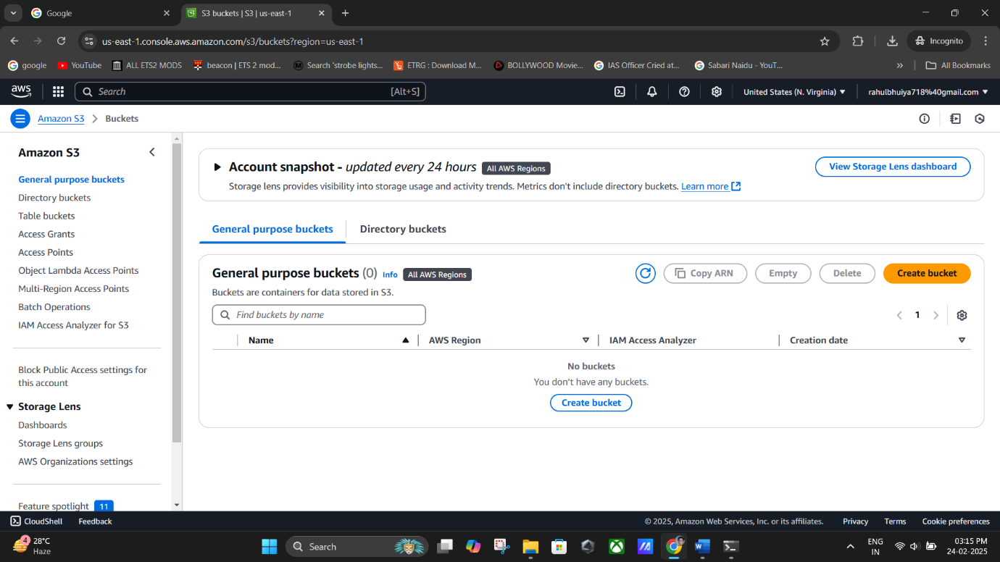 Google
S3 buckets | S3 | us-east-1
us-east-1.console.aws.amazon.com/s3/buckets?region=us-east-1
Incognito
google
YouTube
ALL ETS2 MODS
beacon | ETS 2 mod...
Search 'strobe lights...
ETRG : Download M...
BOLLYWOOD Movie...
IAS Officer Cried at...
Sabari Naidu - YouT...
All Bookmarks
aws
Search
[Alt+S]
United States (N. Virginia)
rahulbhuiya718%40gmail.com
Amazon S3
Buckets
Amazon S3
General purpose buckets
Directory buckets
Table buckets
Access Grants
Access Points
Object Lambda Access Points
Multi-Region Access Points
Batch Operations
IAM Access Analyzer for S3
Block Public Access settings for
this account
Storage Lens
Dashboards
Storage Lens groups
AWS Organizations settings
Feature spotlight 11
Account snapshot - updated every 24 hours All AWS Regions
View Storage Lens dashboard
Storage lens provides visibility into storage usage and activity trends. Metrics don't include directory buckets. Learn more
General purpose buckets
Directory buckets
General purpose buckets (0) Info All AWS Regions
Copy ARN
Empty
Delete
Create bucket
Buckets are containers for data stored in S3.
Find buckets by name
1
Name
AWS Region
IAM Access Analyzer
Creation date
No buckets
You don't have any buckets.
Create bucket
CloudShell
Feedback
© 2025, Amazon Web Services, Inc. or its affiliates.
Privacy
Terms
Cookie preferences
4
28°C
Haze
Search
ENG
IN
03:15 PM
24-02-2025